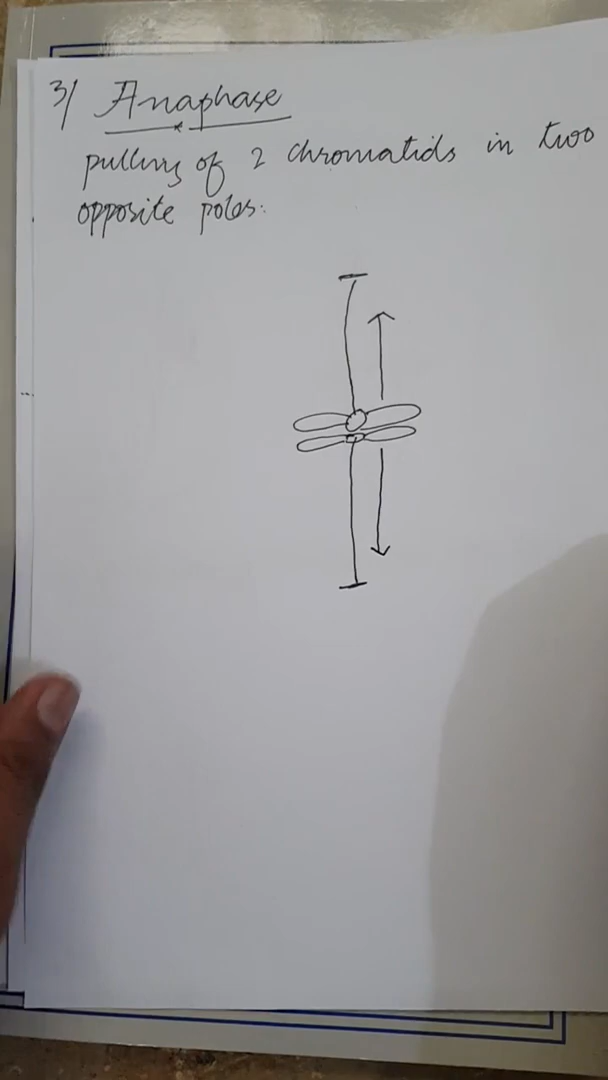 3/ Anaphase
pulling of 2 chromatids in two
opposite poles.